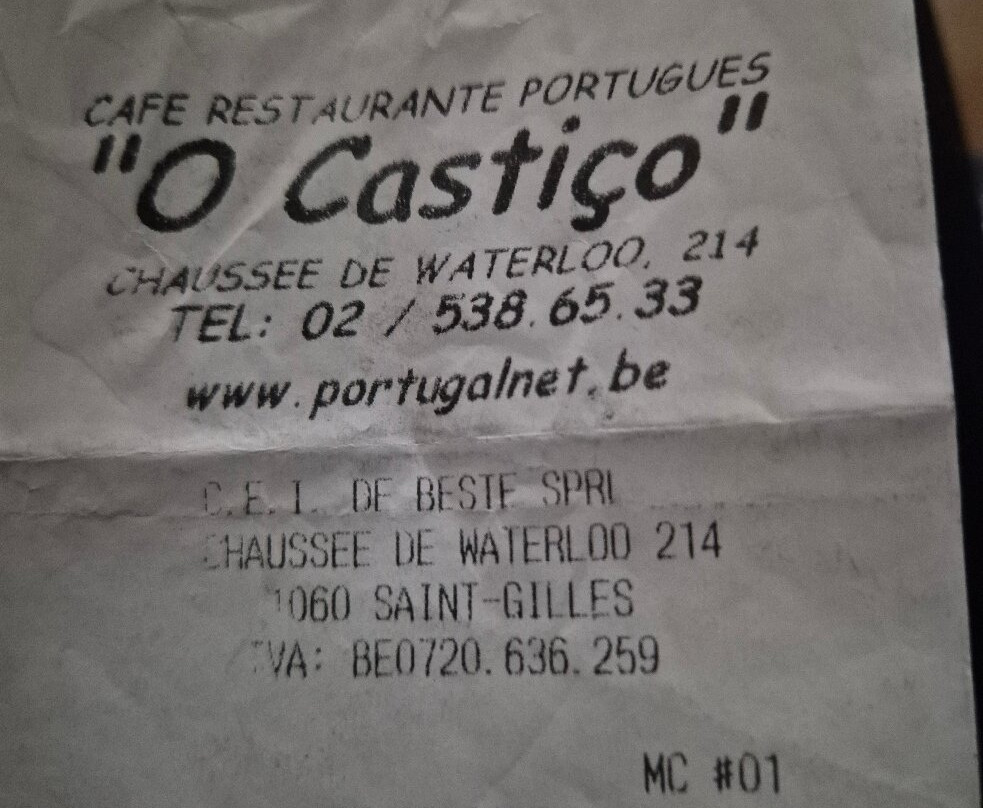 CAFE RESTAURANTE PORTUGUES
"O Castiço"
CHAUSSEE DE WATERLOO, 214
TEL: 02 / 538.65.33
www.portugalnet.be
C.E.I. DE BESTE SPRL
CHAUSSEE DE WATERLOO 214
1060 SAINT-GILLES
TVA: BE0720.636.259
MC #01